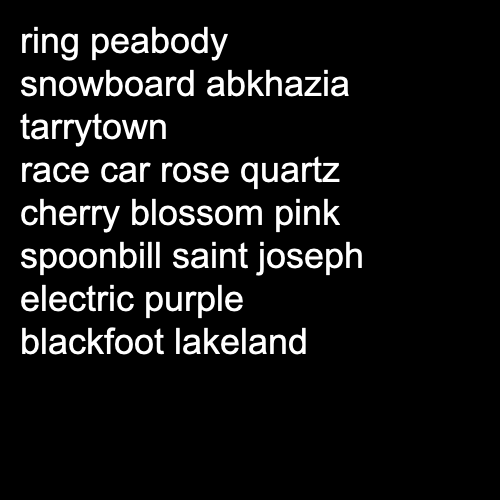 ring peabody
snowboard abkhazia
tarrytown
race car rose quartz
cherry blossom pink
spoonbill saint joseph
electric purple
blackfoot lakeland